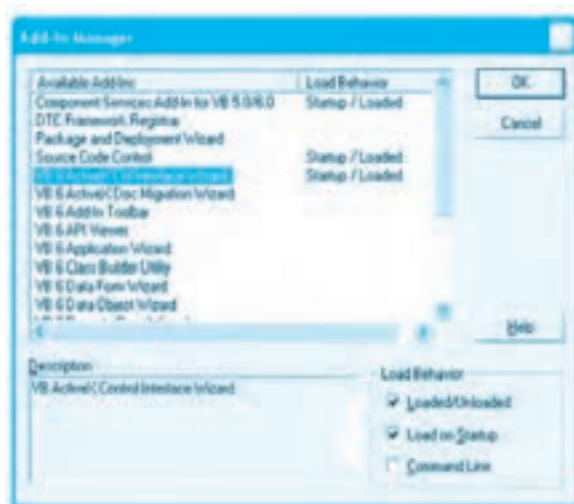 Add-In Manager
Available Add-Ins Load Behavior
Component Services Add-In for VB 5.0/6.0 Startup / Loaded
DTC Framework Registrar
Package and Deployment Wizard
Source Code Control Startup / Loaded
VB 6 ActiveX Ctrl Interface Wizard Startup / Loaded
VB 6 ActiveX Doc Migration Wizard
VB 6 Add-In Toolbar
VB 6 API Viewer
VB 6 Application Wizard
VB 6 Class Builder Utility
VB 6 Data Form Wizard
VB 6 Data Object Wizard
OK
Cancel
Help
Description
VB ActiveX Control Interface Wizard
Load Behavior
Loaded/Unloaded
Load on Startup
Command Line